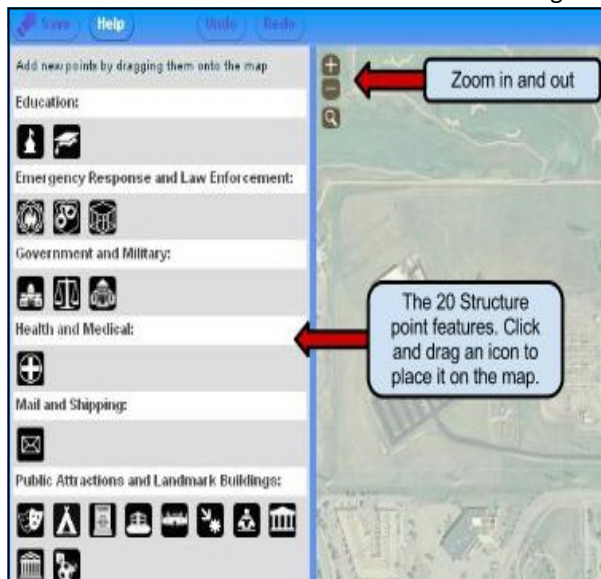 Save Help Undo Redo
Add new points by dragging them onto the map
Zoom in and out
Education:
Emergency Response and Law Enforcement:
Government and Military:
The 20 Structure
point features. Click
and drag an icon to
place it on the map.
Health and Medical:
Mail and Shipping:
Public Attractions and Landmark Buildings: